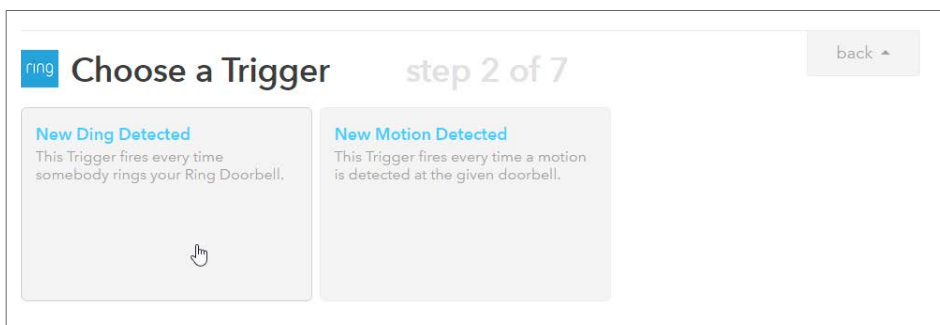 ring
Choose a Trigger
step 2 of 7
back
New Ding Detected
This Trigger fires every time
somebody rings your Ring Doorbell.
New Motion Detected
This Trigger fires every time a motion
is detected at the given doorbell.